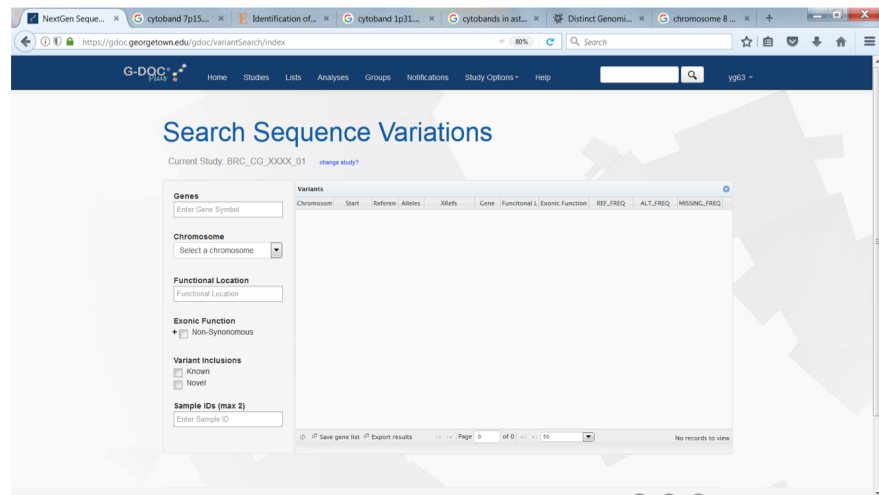 NextGen Seque...
cytoband 7p15....
Identification of...
cytoband 1p31....
cytobands in ast...
Distinct Genomi...
chromosome 8 ...
https://gdoc.georgetown.edu/gdoc/variantSearch/index
80%
Search
G-DOC Plus
Home Studies Lists Analyses Groups Notifications Study Options Help
yg63
Search Sequence Variations
Current Study: BRC_CG_XXXX_01 change study?
Genes
Enter Gene Symbol
Chromosome
Select a chromosome
Functional Location
Functional Location
Exonic Function
+ Non-Synonomous
Variant Inclusions
Known
Novel
Sample IDs (max 2)
Enter Sample ID
Variants
Chromosom Start Referen Alleles XRefs Gene Funcitonal L Exonic Function REF_FREQ ALT_FREQ MISSING_FREQ
Save gene list Export results Page 0 of 0 50 No records to view